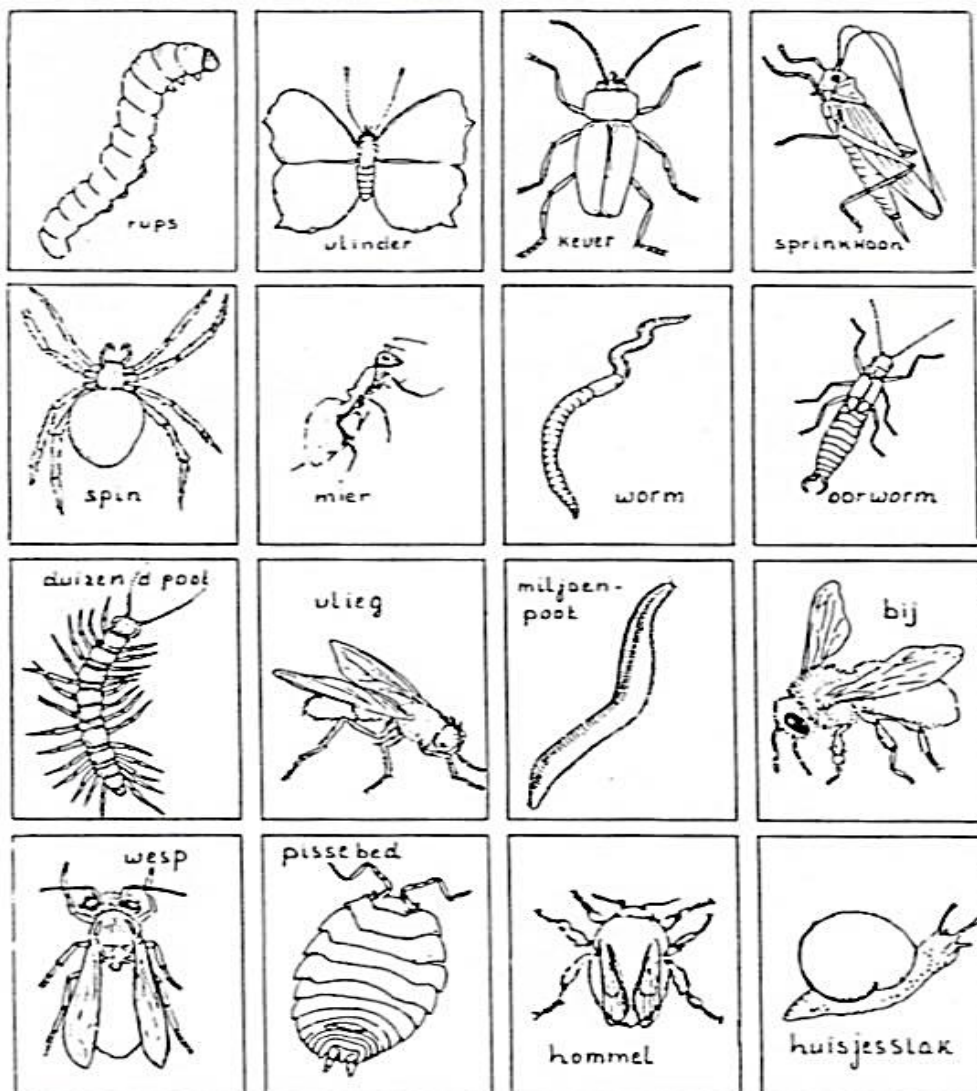 rups
vlinder
kever
sprinkhaan
spin
mier
worm
oorworm
duizendpoot
vlieg
miljoen-
poot
bij
wesp
pissebed
hommel
huisjesslak